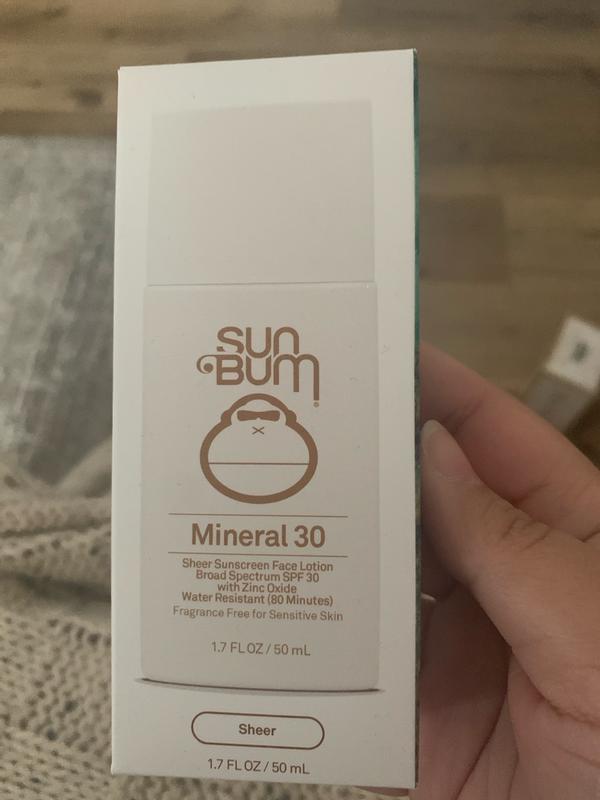 SUN
BUM
Mineral 30
Sheer Sunscreen Face Lotion
Broad Spectrum SPF 30
with Zinc Oxide
Water Resistant (80 Minutes)
Fragrance Free for Sensitive Skin
1.7 FL OZ / 50 mL
Sheer
1.7 FL OZ / 50 mL